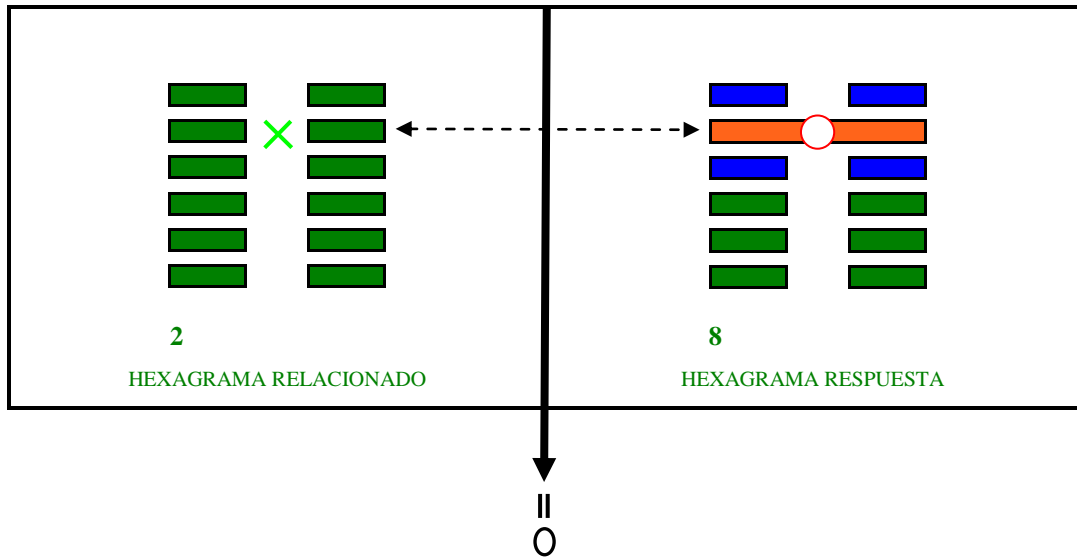 2
HEXAGRAMA RELACIONADO
8
HEXAGRAMA RESPUESTA
=
O